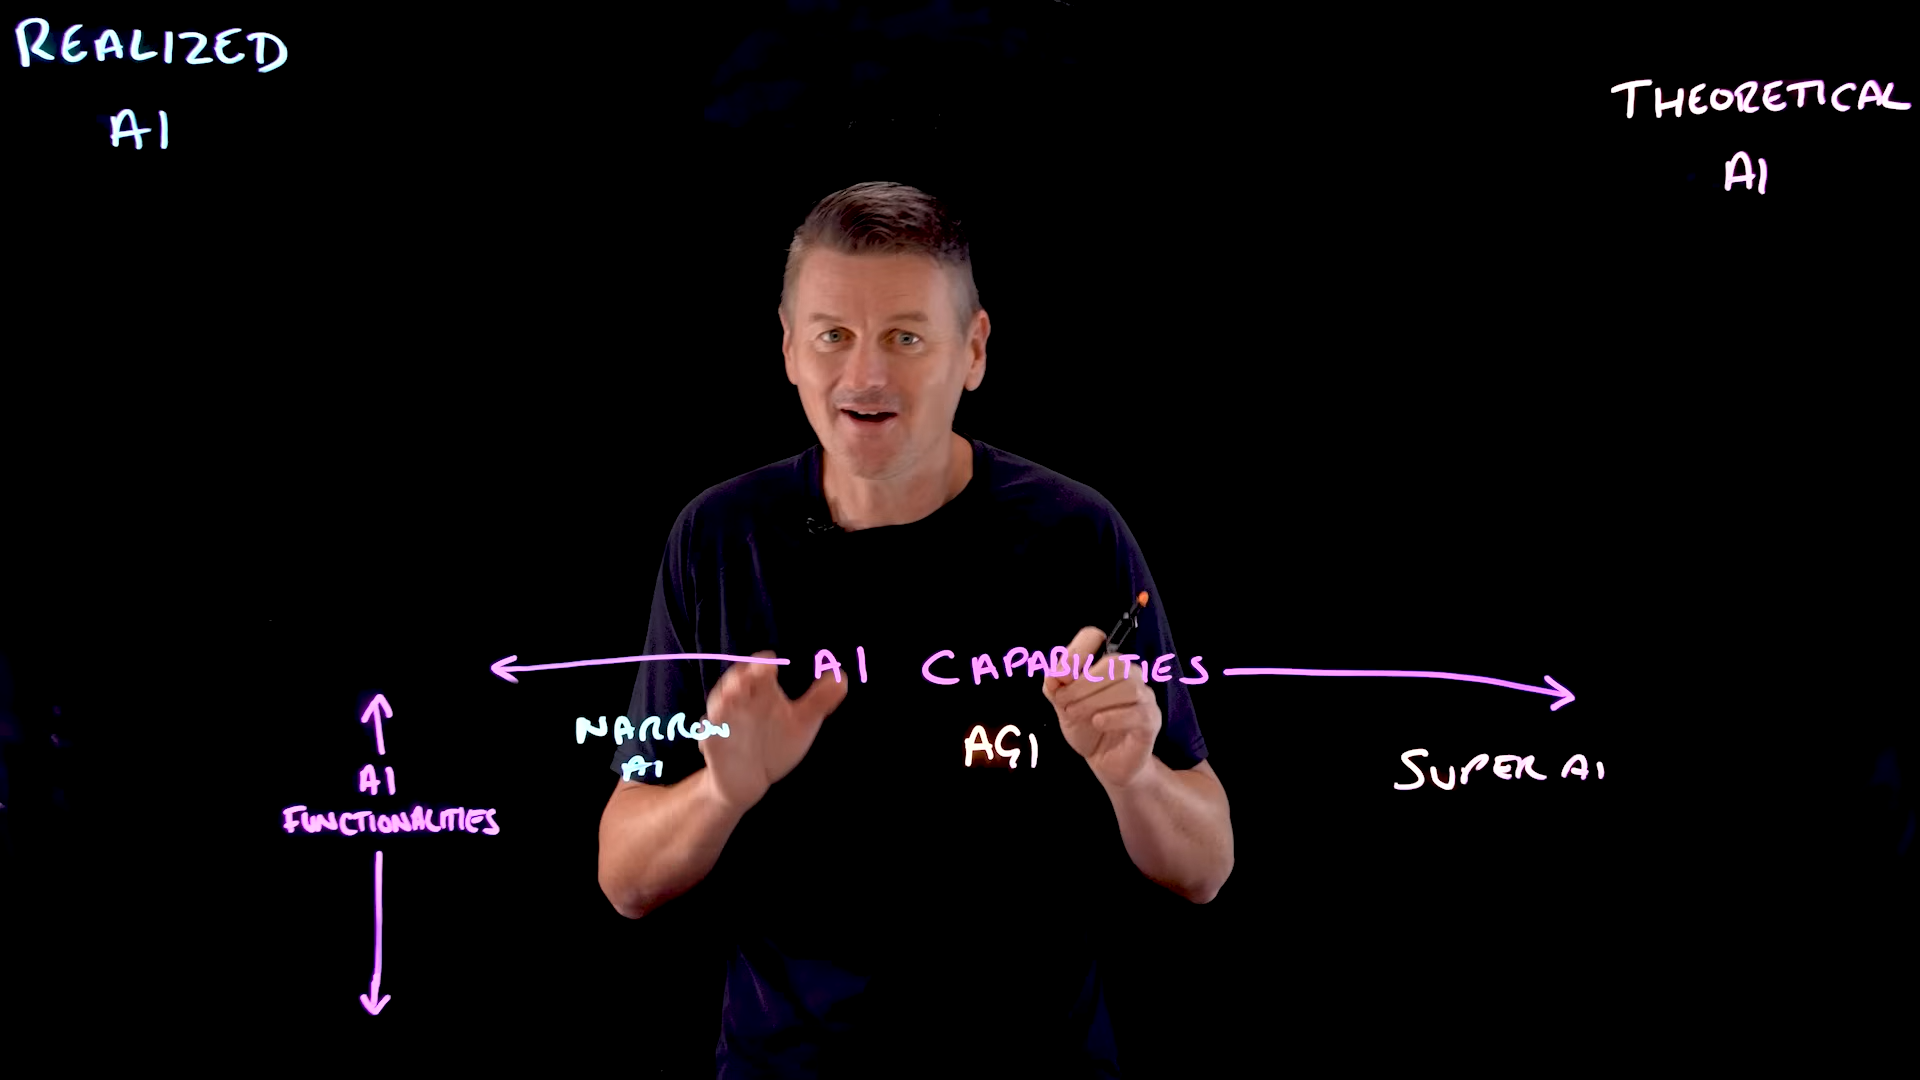 REALIZED
AI
THEORETICAL
AI
AI CAPABILITIES
NARROW
AI
AGI
SUPER AI
AI
FUNCTIONALITIES